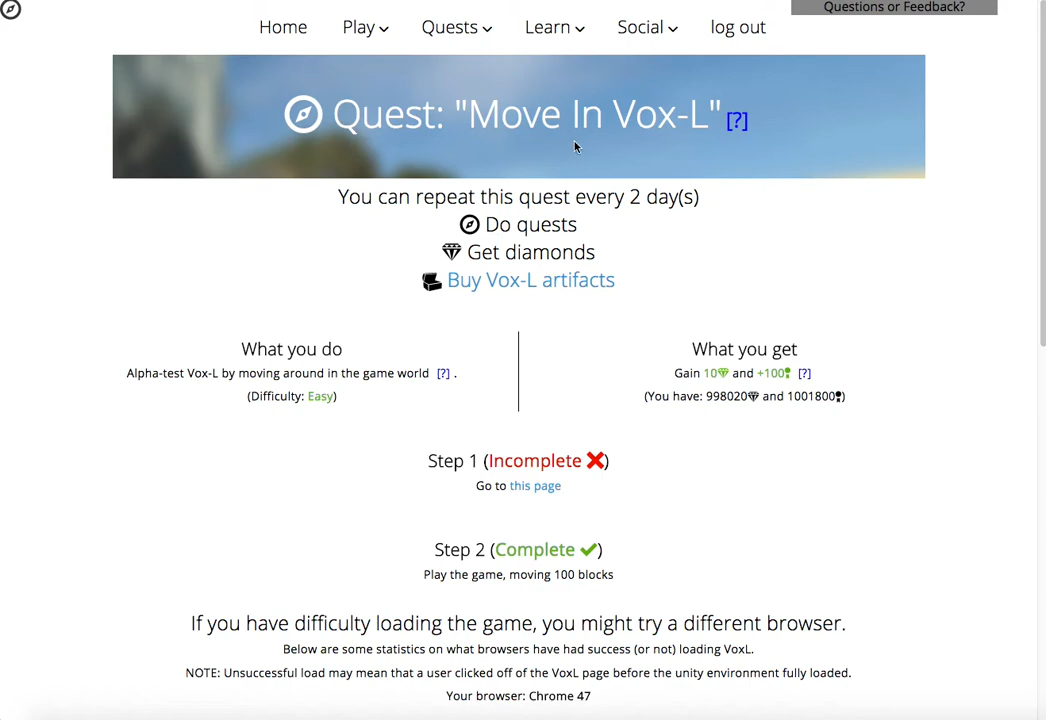 Questions or Feedback?
Home Play Quests Learn Social log out
Quest: "Move In Vox-L" [?]
You can repeat this quest every 2 day(s)
Do quests
Get diamonds
Buy Vox-L artifacts
What you do
Alpha-test Vox-L by moving around in the game world [?] .
(Difficulty: Easy)
What you get
Gain 10 and +100 [?]
(You have: 998020 and 1001800)
Step 1 (Incomplete ✖)
Go to this page
Step 2 (Complete ✔)
Play the game, moving 100 blocks
If you have difficulty loading the game, you might try a different browser.
Below are some statistics on what browsers have had success (or not) loading VoxL.
NOTE: Unsuccessful load may mean that a user clicked off of the VoxL page before the unity environment fully loaded.
Your browser: Chrome 47